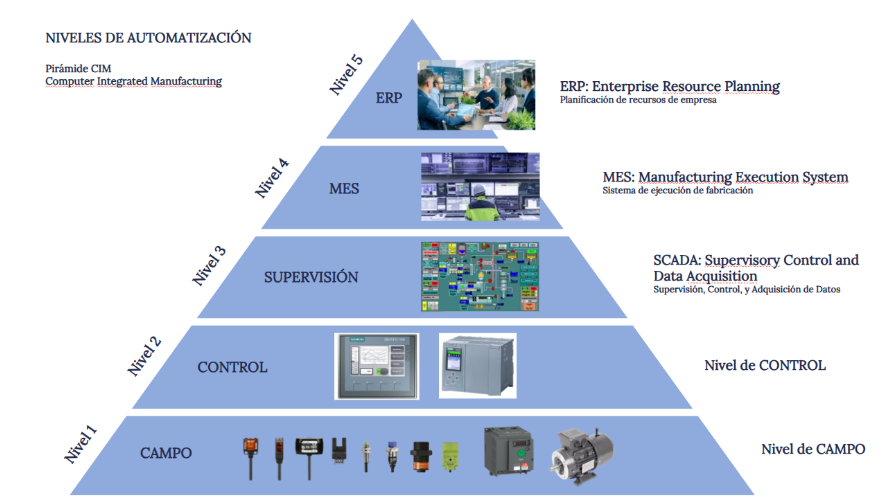 NIVELES DE AUTOMATIZACIÓN
Pirámide CIM
Computer Integrated Manufacturing
Nivel 5
ERP
ERP: Enterprise Resource Planning
Planificación de recursos de empresa
Nivel 4
MES
MES: Manufacturing Execution System
Sistema de ejecución de fabricación
Nivel 3
SUPERVISIÓN
SCADA: Supervisory Control and
Data Acquisition
Supervisión, Control, y Adquisición de Datos
Nivel 2
CONTROL
SIEMENS
Nivel de CONTROL
Nivel 1
CAMPO
Nivel de CAMPO